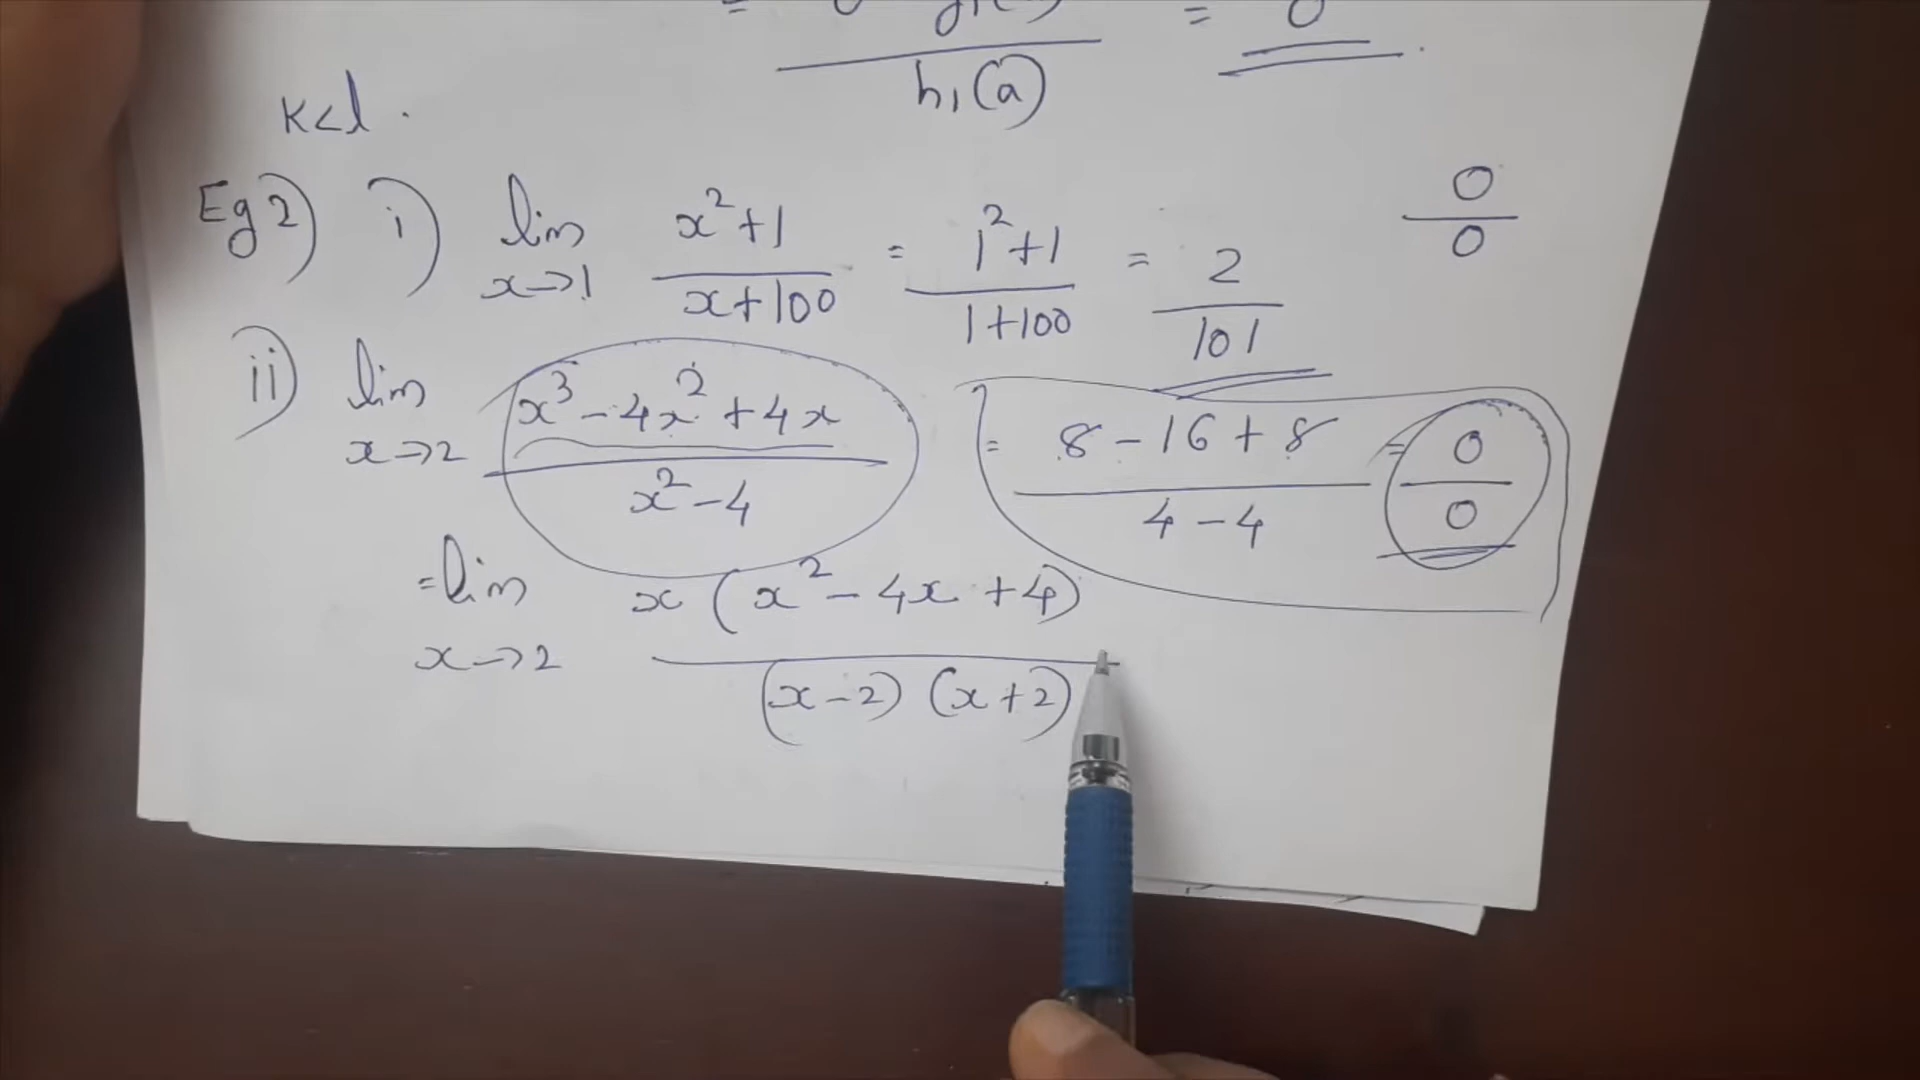 = 0 = 0
h₁(a)
K<l .
0
Eg 2) i) lim x²+1 = 1²+1 = 2
0
x→1 x+100 1+100 101
ii) lim x³ - 4x² + 4x = 8 - 16 + 8 = 0
x→2 x² - 4 4 - 4 0
= lim x (x² - 4x + 4)
x→2 (x-2) (x+2)